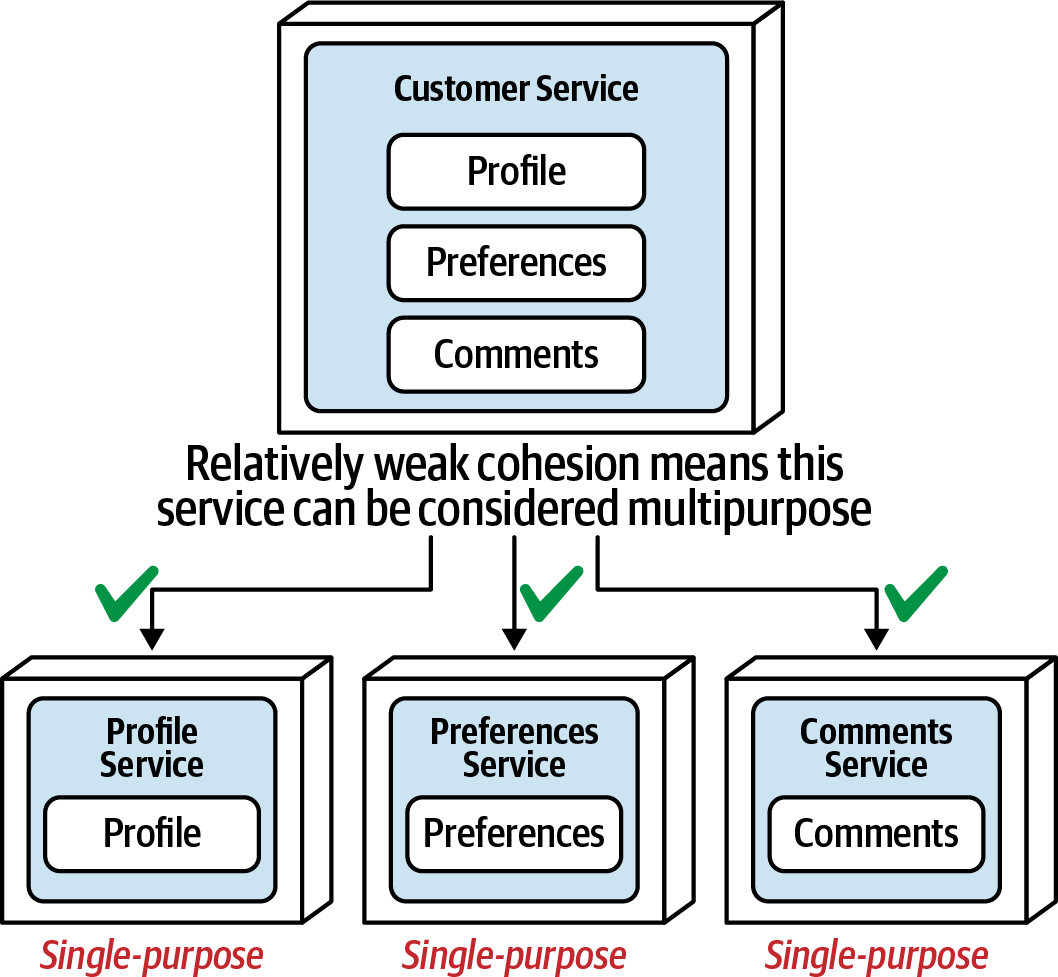 Customer Service
Profile
Preferences
Comments
Relatively weak cohesion means this
service can be considered multipurpose
Profile
Service
Profile
Single-purpose
Preferences
Service
Preferences
Single-purpose
Comments
Service
Comments
Single-purpose